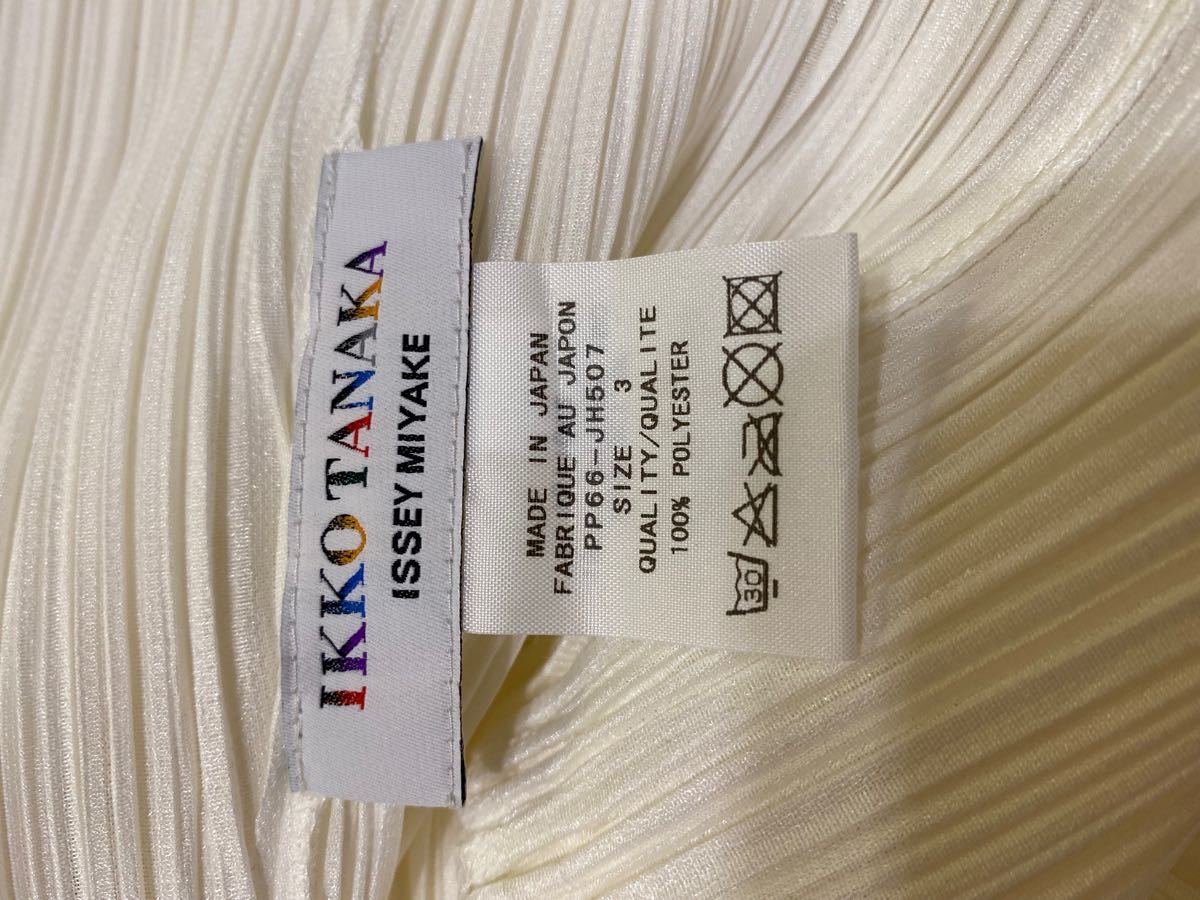 IKKO TANAKA
ISSEY MIYAKE
MADE IN JAPAN
FABRIQUE AU JAPON
PP66-JH507
SIZE 3
QUALITY/QUALITE
100% POLYESTER
30